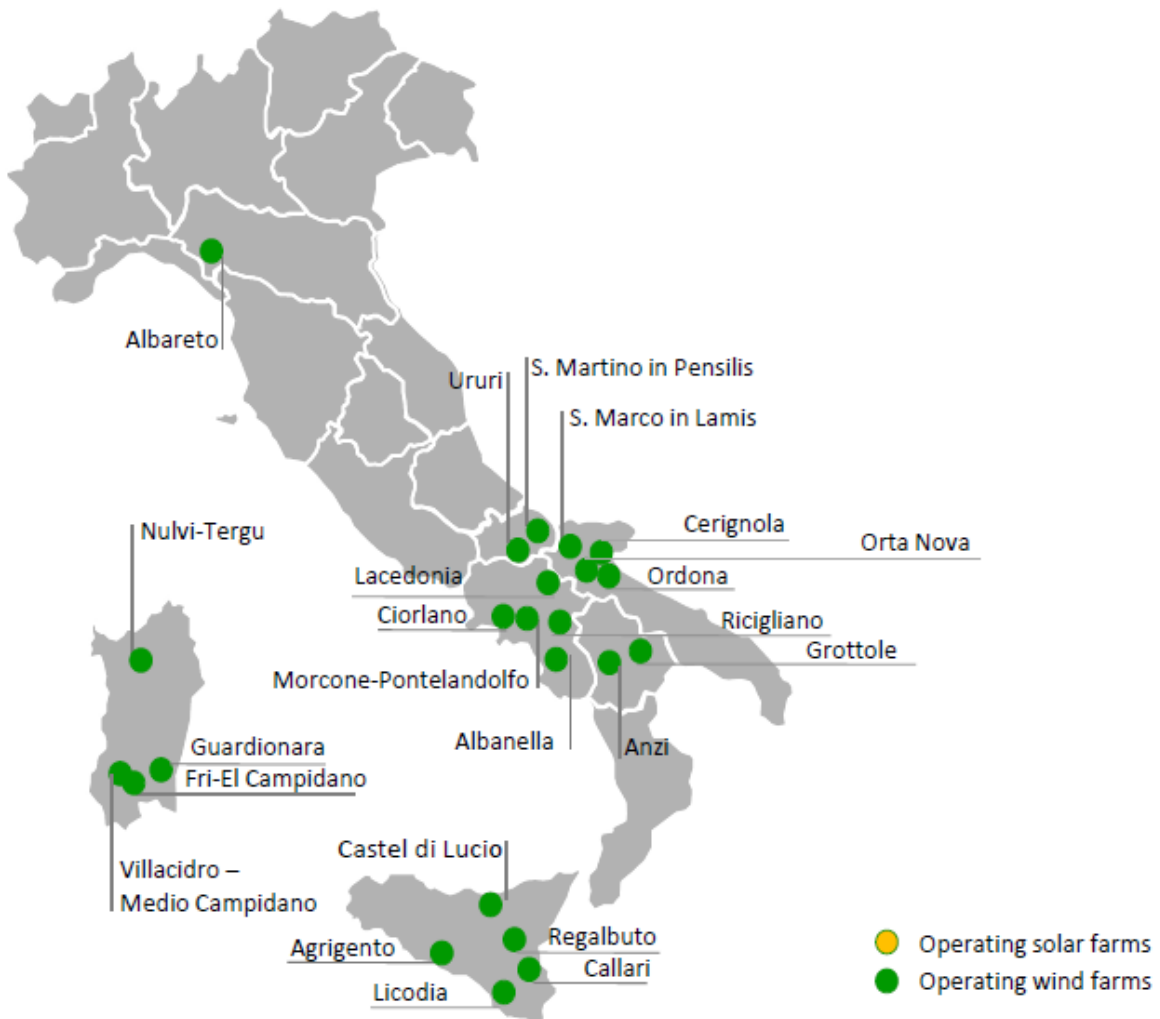 Albareto
Ururi
S. Martino in Pensilis
S. Marco in Lamis
Cerignola
Nulvi-Tergu
Orta Nova
Lacedonia
Ordona
Ciorlano
Ricigliano
Grottole
Morcone-Pontelandolfo
Albanella
Anzi
Guardionara
Fri-El Campidano
Castel di Lucio
Villacidro –
Medio Campidano
Regalbuto
Agrigento
Callari
Licodia
Operating solar farms
Operating wind farms